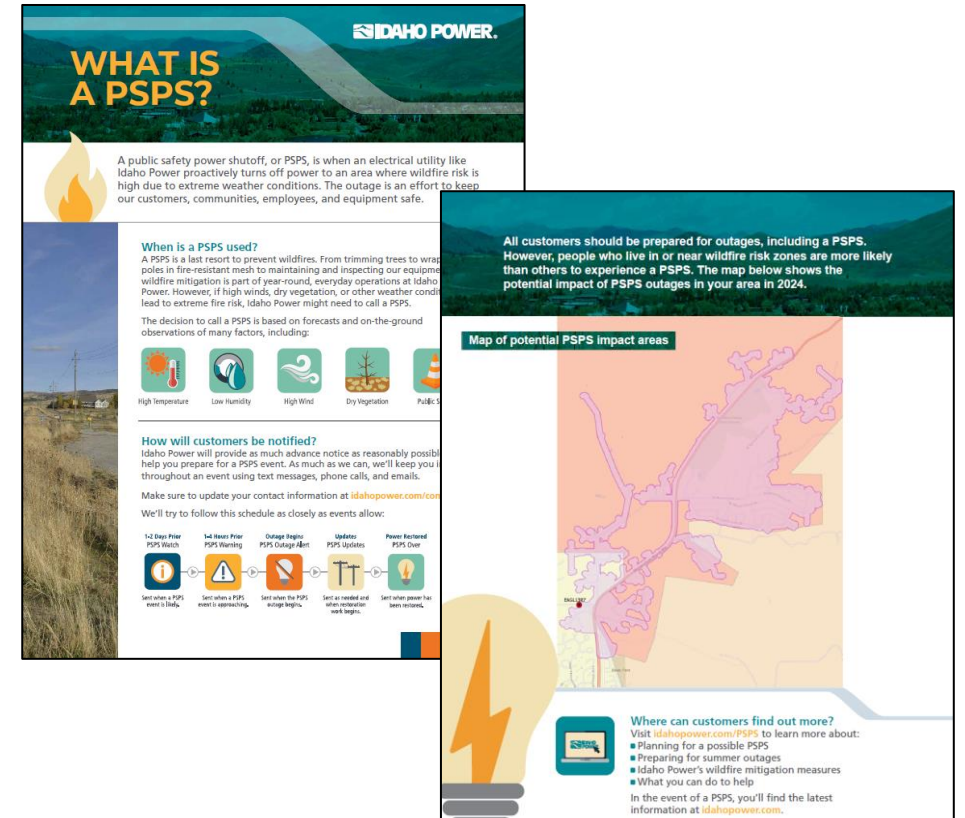 IDAHO POWER.
WHAT IS
A PSPS?
A public safety power shutoff, or PSPS, is when an electrical utility like
Idaho Power proactively turns off power to an area where wildfire risk is
high due to extreme weather conditions. The outage is an effort to keep
our customers, communities, employees, and equipment safe.
When is a PSPS used?
A PSPS is a last resort to prevent wildfires. From trimming trees to wrap
poles in fire-resistant mesh to maintaining and inspecting our equipme
wildfire mitigation is part of year-round, everyday operations at Idaho
Power. However, if high winds, dry vegetation, or other weather condit
lead to extreme fire risk, Idaho Power might need to call a PSPS.
The decision to call a PSPS is based on forecasts and on-the-ground
observations of many factors, including:
High Temperature Low Humidity High Wind Dry Vegetation Public S
How will customers be notified?
Idaho Power will provide as much advance notice as reasonably possibl
help you prepare for a PSPS event. As much as we can, we'll keep you i
throughout an event using text messages, phone calls, and emails.
Make sure to update your contact information at idahopower.com/con
We'll try to follow this schedule as closely as events allow:
1-2 Days Prior 1-4 Hours Prior Outage Begins Updates Power Restored
PSPS Watch PSPS Warning PSPS Outage Alert PSPS Updates PSPS Over
Sent when a PSPS Sent when a PSPS Sent when the PSPS Sent as needed and Sent when power has
event is likely. event is approaching. outage begins. when restoration been restored.
work begins.
All customers should be prepared for outages, including a PSPS.
However, people who live in or near wildfire risk zones are more likely
than others to experience a PSPS. The map below shows the
potential impact of PSPS outages in your area in 2024.
Map of potential PSPS impact areas
Where can customers find out more?
Visit idahopower.com/PSPS to learn more about:
■ Planning for a possible PSPS
■ Preparing for summer outages
■ Idaho Power's wildfire mitigation measures
■ What you can do to help
In the event of a PSPS, you'll find the latest
information at idahopower.com.